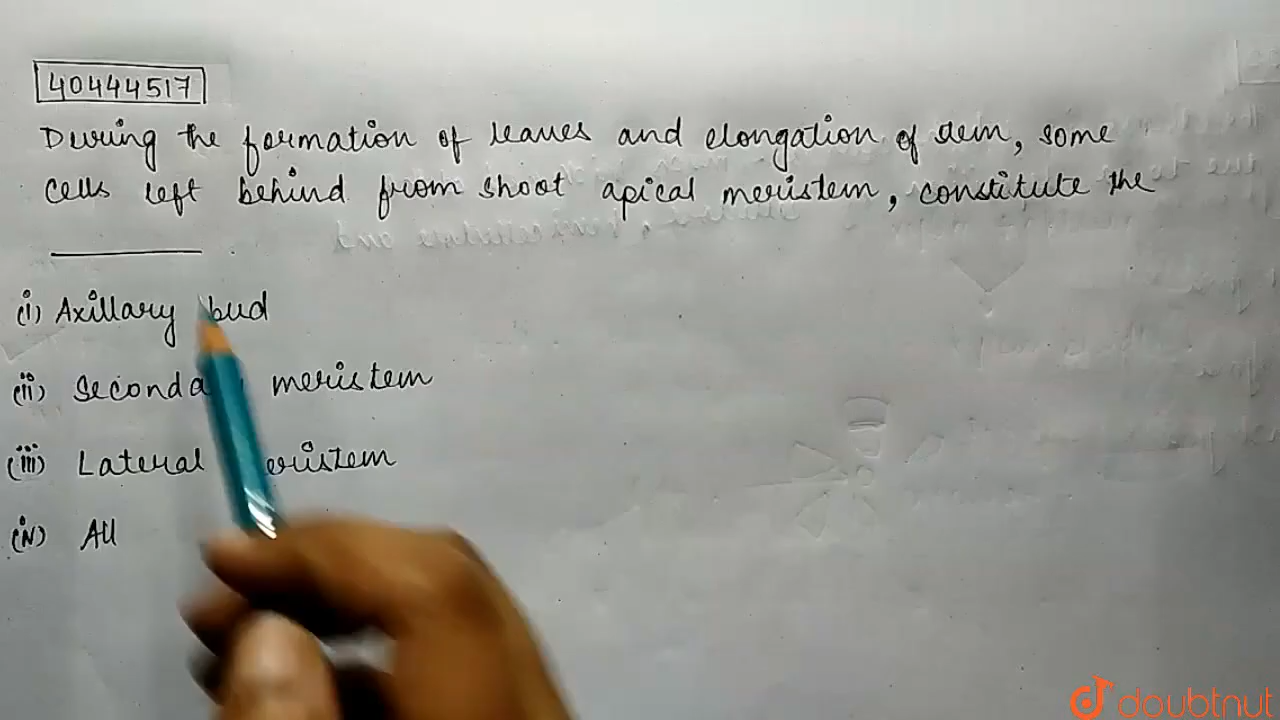 40444517
During the formation of leaves and elongation of stem, some
cells left behind from shoot apical meristem, constitute the
(i) Axillary bud
(ii) meristem
(iii) Lateral
(iv) All
doubtnut